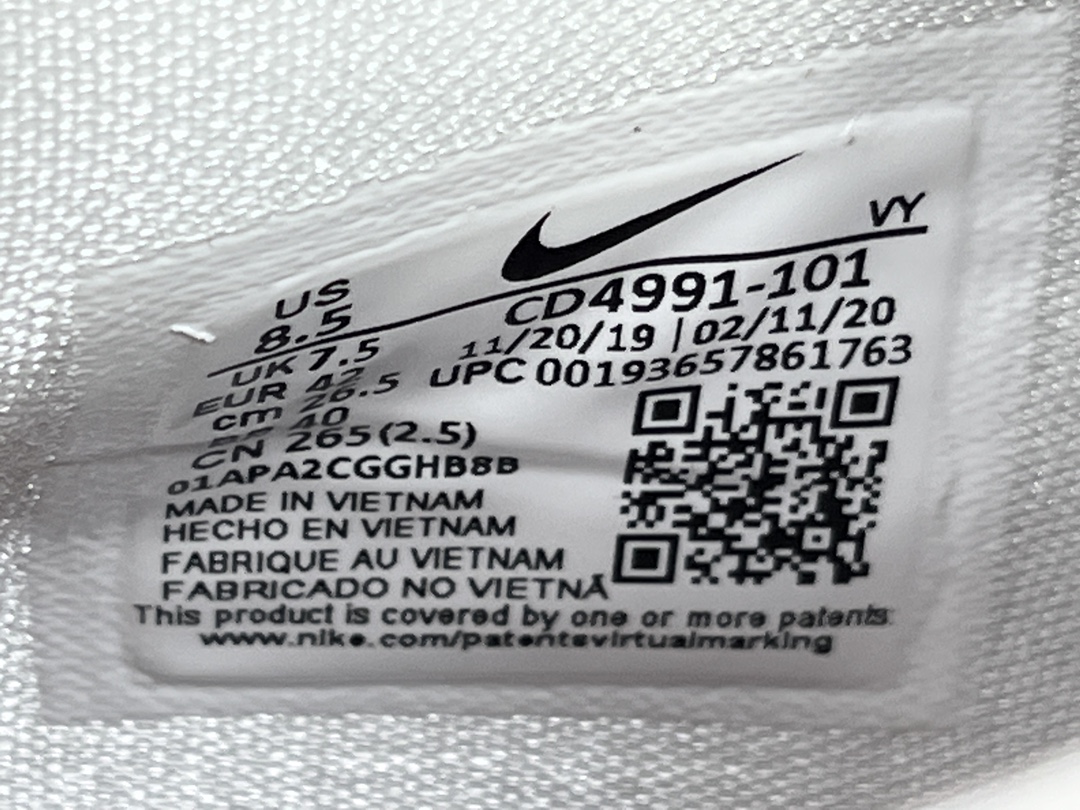 VY
US
8.5
UK 7.5
EUR 42
cm 26.5
40
CN 265 (2.5)
CD4991-101
11/20/19 | 02/11/20
UPC 00193657861763
01APA2CGGHB8B
MADE IN VIETNAM
HECHO EN VIETNAM
FABRIQUE AU VIETNAM
FABRICADO NO VIETNÃ
This product is covered by one or more patents.
www.nike.com/patentsvirtualmarking